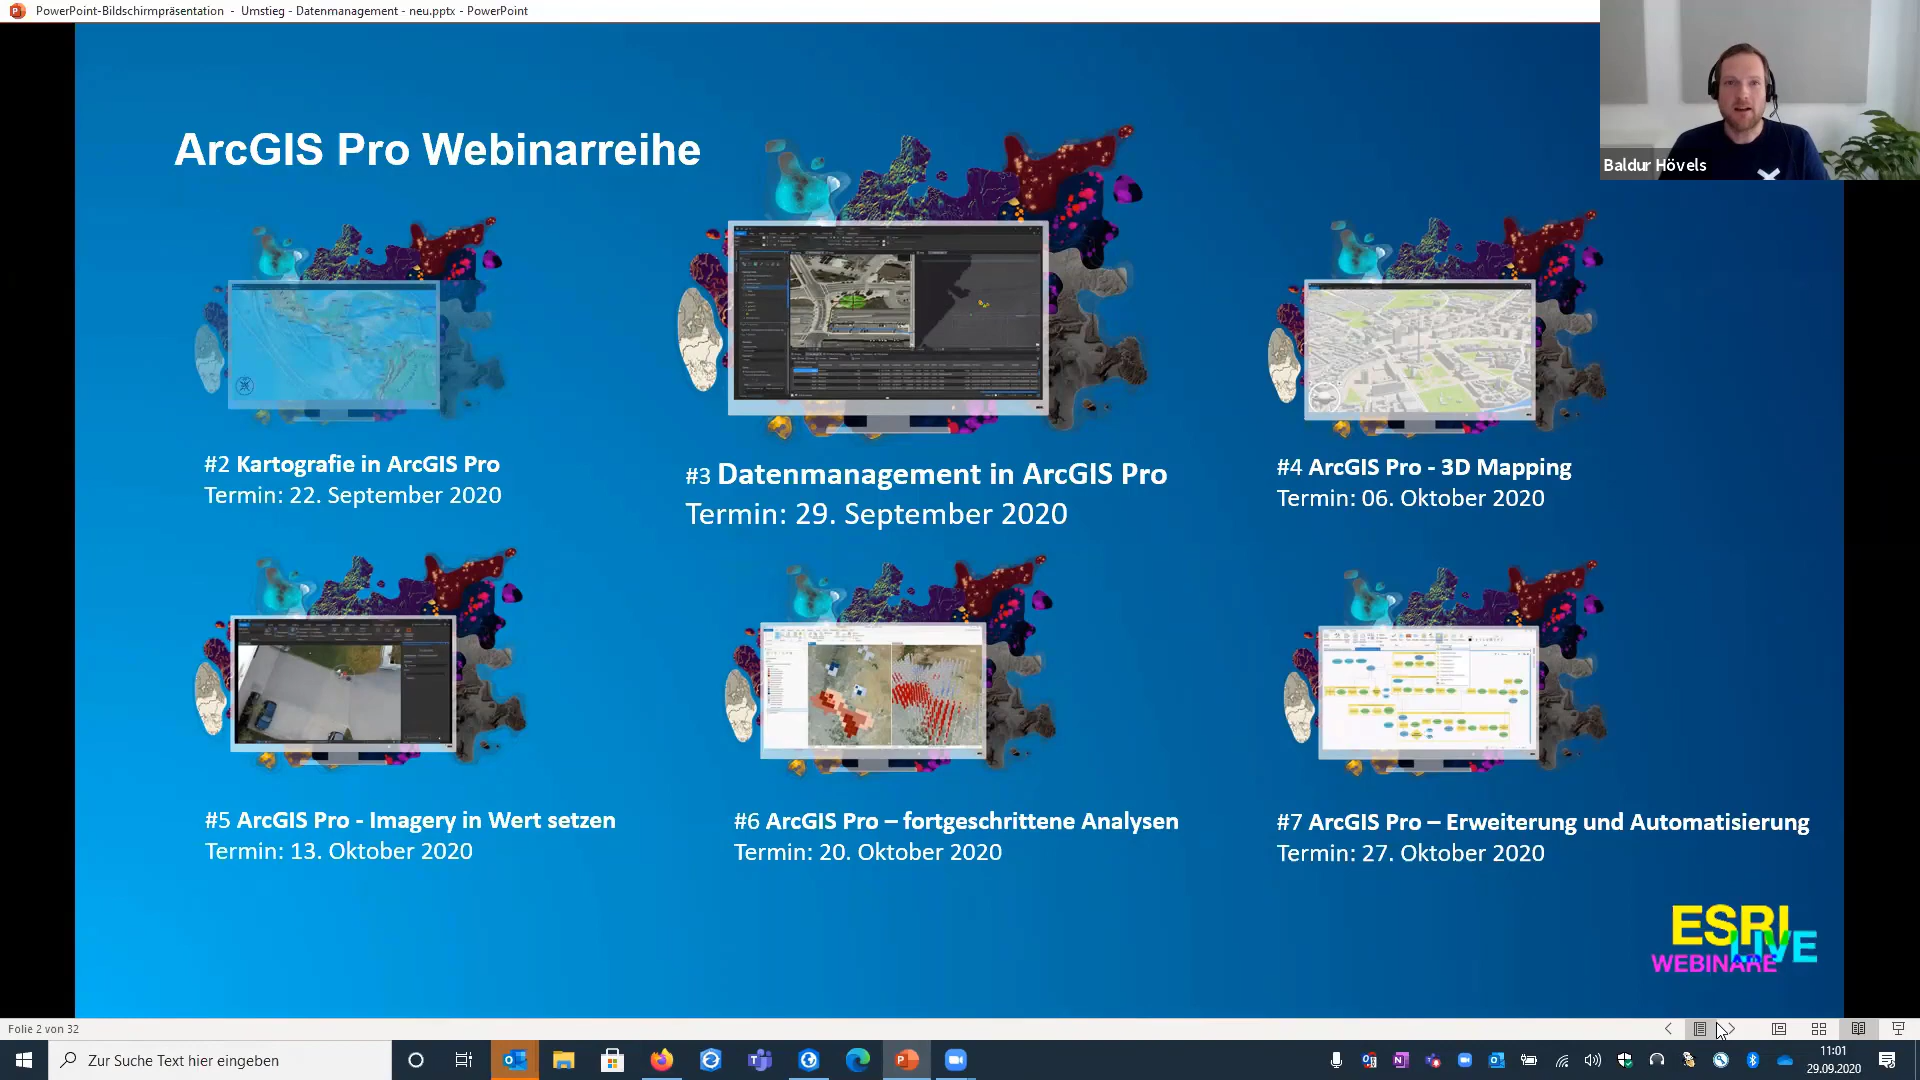 PowerPoint-Bildschirmpräsentation - Umstieg - Datenmanagement - neu.pptx - PowerPoint
Baldur Hövels
ArcGIS Pro Webinarreihe
#2 Kartografie in ArcGIS Pro
Termin: 22. September 2020
#3 Datenmanagement in ArcGIS Pro
Termin: 29. September 2020
#4 ArcGIS Pro - 3D Mapping
Termin: 06. Oktober 2020
#5 ArcGIS Pro - Imagery in Wert setzen
Termin: 13. Oktober 2020
#6 ArcGIS Pro – fortgeschrittene Analysen
Termin: 20. Oktober 2020
#7 ArcGIS Pro – Erweiterung und Automatisierung
Termin: 27. Oktober 2020
ESRI
LIVE
WEBINARE
Folie 2 von 32
Zur Suche Text hier eingeben
11:01
29.09.2020